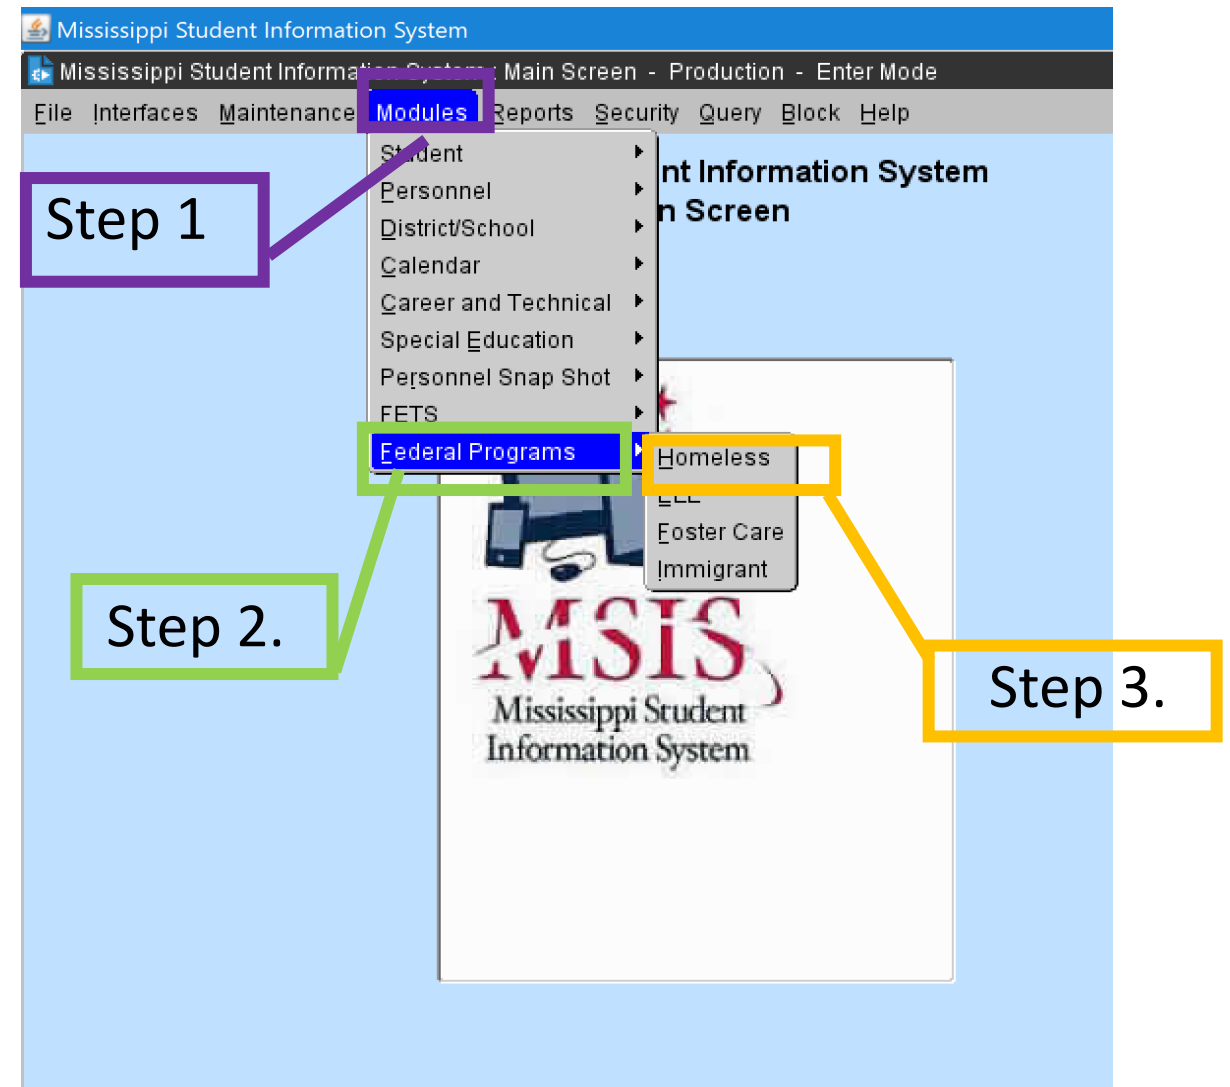 Mississippi Student Information System
Mississippi Student Information System : Main Screen - Production - Enter Mode
File Interfaces Maintenance Modules Reports Security Query Block Help
Step 1
Student
Personnel
District/School
Calendar
Career and Technical
Special Education
Personnel Snap Shot
FETS
Federal Programs
nt Information System
n Screen
Homeless
Foster Care
Immigrant
Step 2.
Step 3.
MSIS
Mississippi Student
Information System